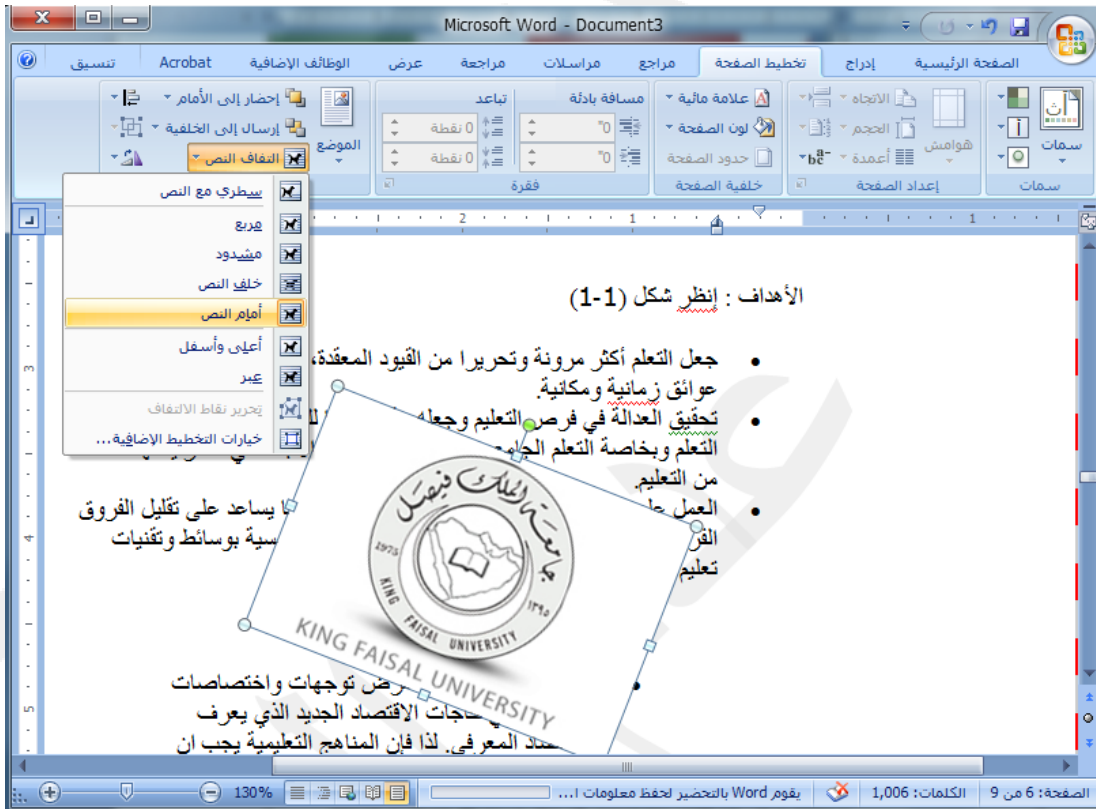 Microsoft Word - Document3
الصفحة الرئيسية إدراج تخطيط الصفحة مراجع مراسلات مراجعة عرض الوظائف الإضافية Acrobat تنسيق
سمات
سمات
هوامش
الاتجاه
الحجم
أعمدة
إعداد الصفحة
علامة مائية
لون الصفحة
حدود الصفحة
خلفية الصفحة
مسافة بادئة
0"
0"
تباعد
0 نقطة
0 نقطة
فقرة
الموضع
إحضار إلى الأمام
إرسال إلى الخلفية
التفاف النص
سطري مع النص
مربع
مشدود
خلف النص
أمام النص
أعلى وأسفل
عبر
تحرير نقاط الالتفاف
خيارات التخطيط الإضافية...
الأهداف : إنظر شكل (1-1)
جعل التعلم أكثر مرونة وتحريرا من القيود المعقدة،
عوائق زمانية ومكانية.
تحقيق العدالة في فرص التعليم وجعله
التعلم وبخاصة التعلم
من التعليم.
العمل يساعد على تقليل الفروق
بوسائط وتقنيات
جامعة الملك فيصل
1975
١٣٩٥
KING FAISAL UNIVERSITY
KING FAISAL UNIVERSITY
توجهات واختصاصات
الاقتصاد الجديد الذي يعرف
المعرفي. لذا فإن المناهج التعليمية يجب ان
الصفحة: 6 من 9 الكلمات: 1,006 يقوم Word بالتحضير لحفظ معلومات ا... 130%